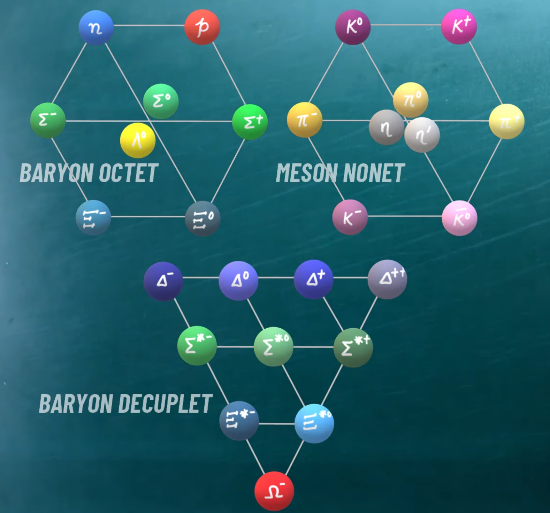 n p K⁰ K⁺
Σ⁻ Σ⁰ Λ⁰ Σ⁺ π⁻ π⁰ η η′ π⁺
BARYON OCTET MESON NONET
Ξ⁻ Ξ⁰ K⁻ K̅⁰
Δ⁻ Δ⁰ Δ⁺ Δ⁺⁺
Σ*⁻ Σ*⁰ Σ*⁺
BARYON DECUPLET
Ξ*⁻ Ξ*⁰
Ω⁻